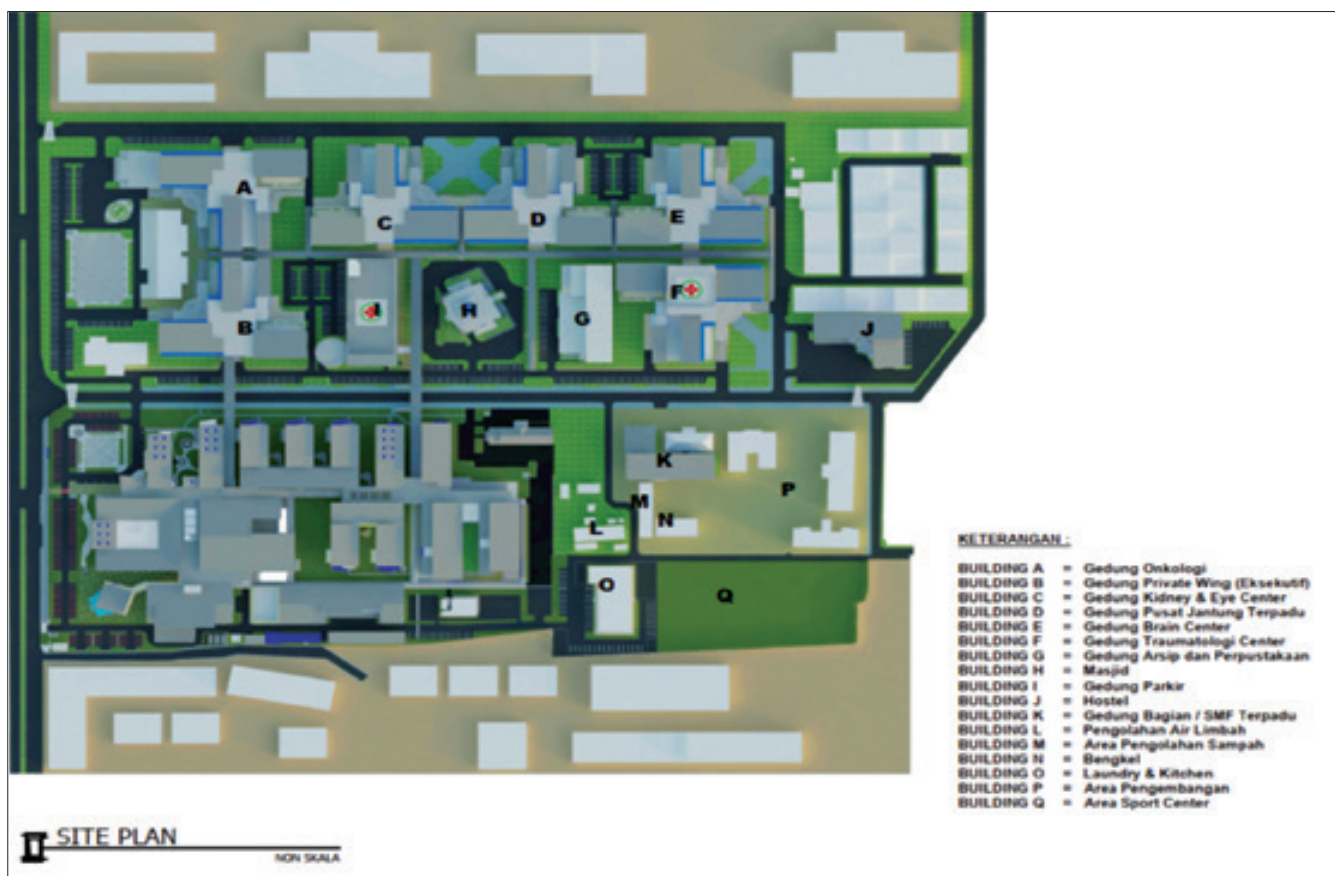 A
C
D
E
I
H
G
F
B
J
K
M
N
P
L
O
Q
KETERANGAN :
BUILDING A = Gedung Onkologi
BUILDING B = Gedung Private Wing (Eksekutif)
BUILDING C = Gedung Kidney & Eye Center
BUILDING D = Gedung Pusat Jantung Terpadu
BUILDING E = Gedung Brain Center
BUILDING F = Gedung Traumatologi Center
BUILDING G = Gedung Arsip dan Perpustakaan
BUILDING H = Masjid
BUILDING I = Gedung Parkir
BUILDING J = Hostel
BUILDING K = Gedung Bagian / SMF Terpadu
BUILDING L = Pengolahan Air Limbah
BUILDING M = Area Pengolahan Sampah
BUILDING N = Bengkel
BUILDING O = Laundry & Kitchen
BUILDING P = Area Pengembangan
BUILDING Q = Area Sport Center
SITE PLAN
NON SKALA